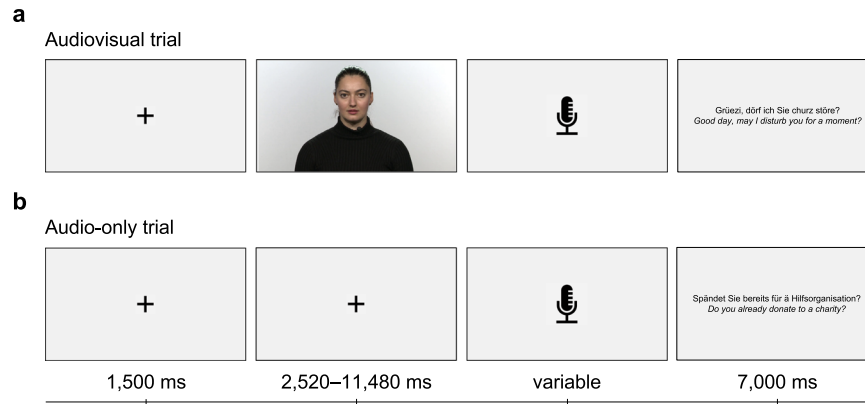 a
Audiovisual trial
Grüezi, dörf ich Sie churz störe?
Good day, may I disturb you for a moment?
b
Audio-only trial
Spändet Sie bereits für ä Hilfsorganisation?
Do you already donate to a charity?
1,500 ms 2,520–11,480 ms variable 7,000 ms